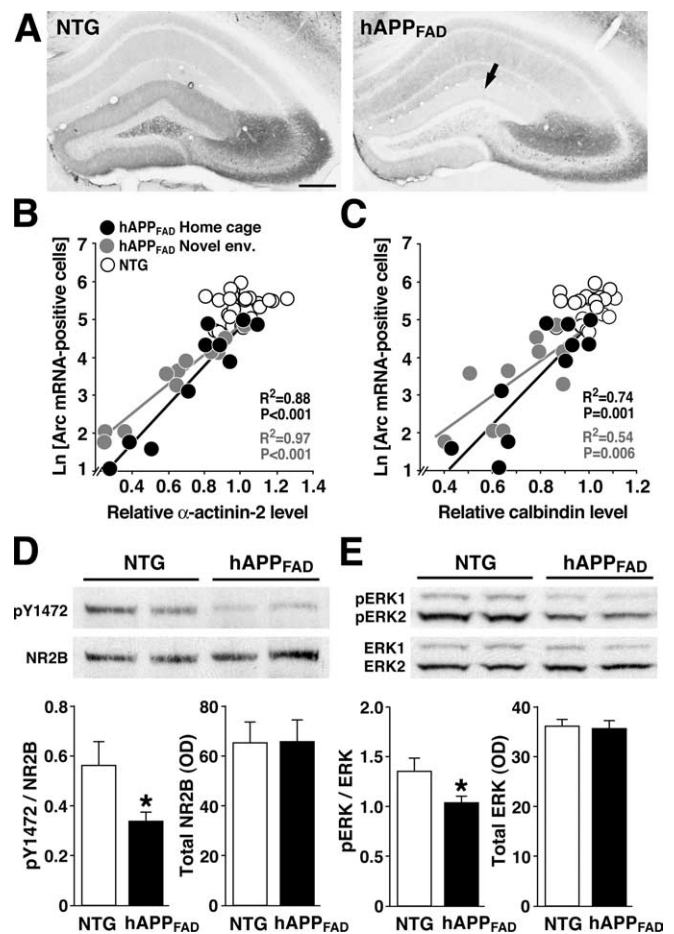 A
NTG
hAPPFAD
B
hAPPFAD Home cage
hAPPFAD Novel env.
NTG
Ln [Arc mRNA-positive cells]
7
6
5
4
3
2
1
R2=0.88
P<0.001
R2=0.97
P<0.001
0.4 0.6 0.8 1.0 1.2 1.4
Relative α-actinin-2 level
C
Ln [Arc mRNA-positive cells]
7
6
5
4
3
2
1
R2=0.74
P=0.001
R2=0.54
P=0.006
0.4 0.6 0.8 1.0 1.2
Relative calbindin level
D
NTG hAPPFAD
pY1472
NR2B
pY1472 / NR2B
0.8
0.6
0.4
0.2
0
*
NTG hAPPFAD
Total NR2B (OD)
80
60
40
20
0
NTG hAPPFAD
E
NTG hAPPFAD
pERK1
pERK2
ERK1
ERK2
pERK / ERK
2.0
1.5
1.0
0.5
0
*
NTG hAPPFAD
Total ERK (OD)
40
30
20
10
0
NTG hAPPFAD